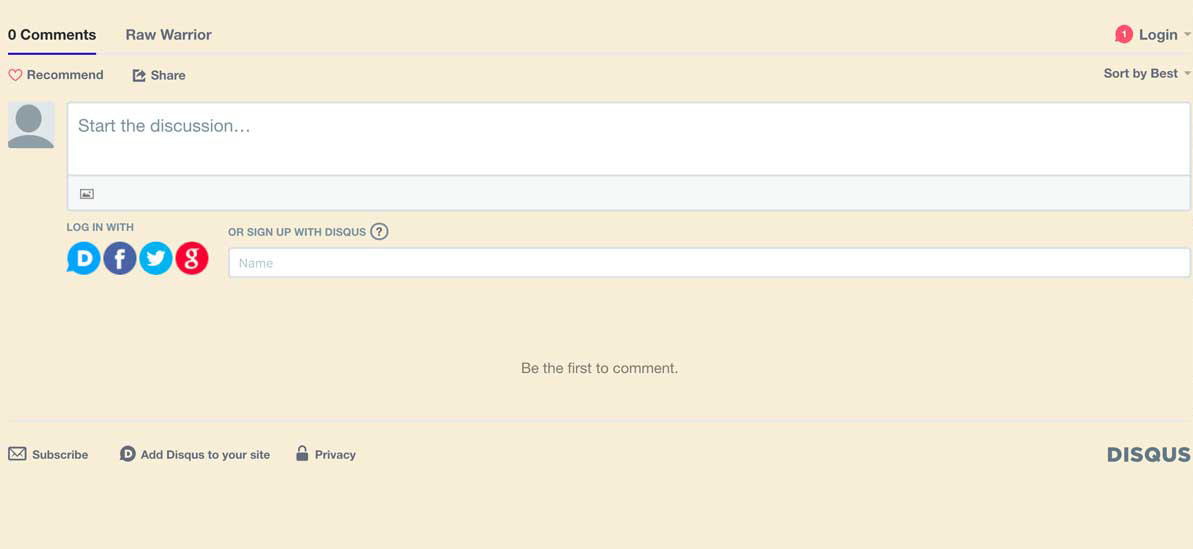 0 Comments Raw Warrior 1 Login
Recommend Share Sort by Best
Start the discussion…
LOG IN WITH OR SIGN UP WITH DISQUS ?
D f g Name
Be the first to comment.
Subscribe D Add Disqus to your site Privacy DISQUS